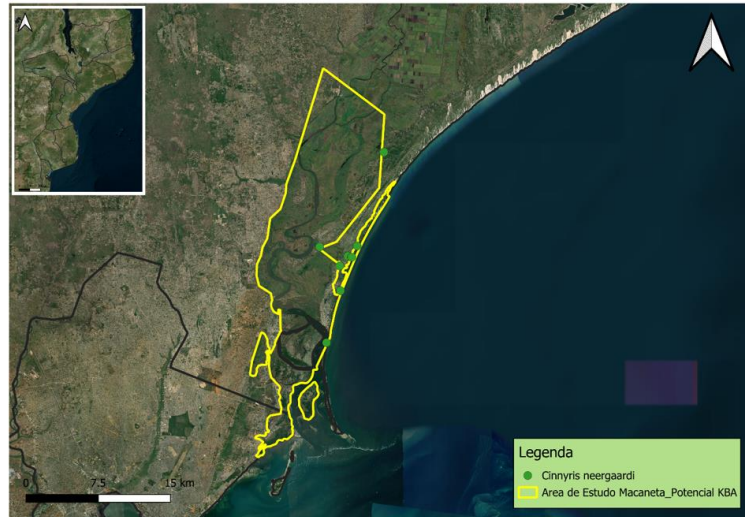 Legenda
Cinnyris neergaardi
Area de Estudo Macaneta_Potencial KBA
0 7.5 15 km